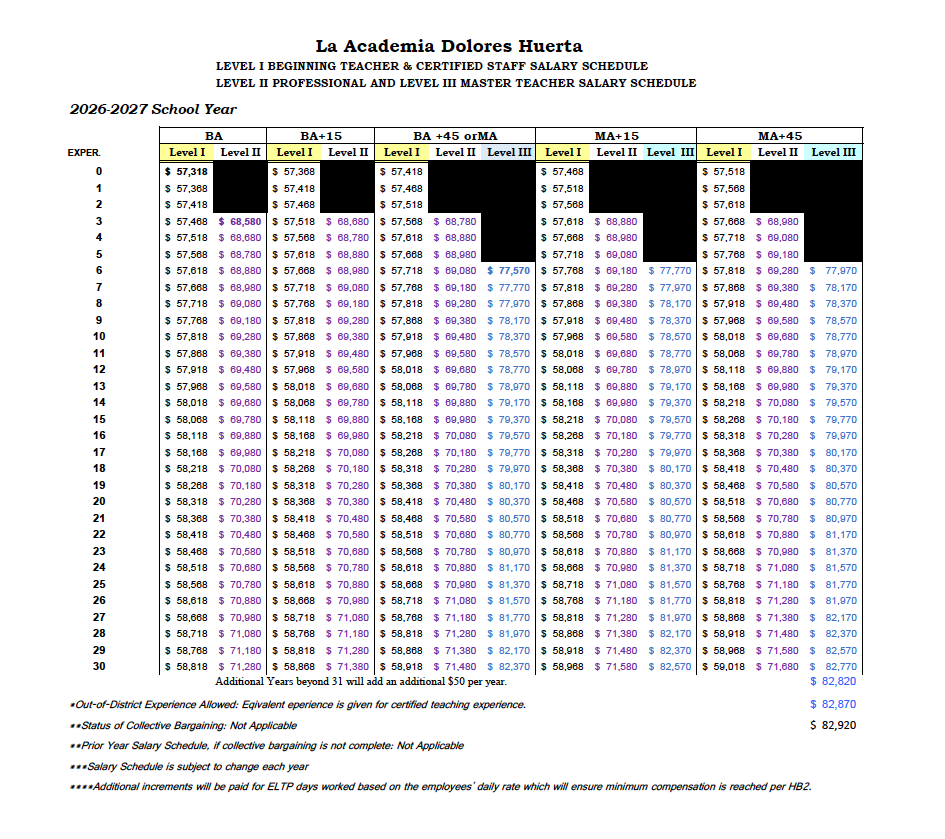 La Academia Dolores Huerta
LEVEL I BEGINNING TEACHER & CERTIFIED STAFF SALARY SCHEDULE
LEVEL II PROFESSIONAL AND LEVEL III MASTER TEACHER SALARY SCHEDULE
2026-2027 School Year
BA BA+15 BA +45 orMA MA+15 MA+45
EXPER. Level I Level II Level I Level II Level I Level II Level III Level I Level II Level III Level I Level II Level III
0 $ 57,318 $ 57,368 $ 57,418 $ 57,468 $ 57,518
1 $ 57,368 $ 57,418 $ 57,468 $ 57,518 $ 57,568
2 $ 57,418 $ 57,468 $ 57,518 $ 57,568 $ 57,618
3 $ 57,468 $ 68,580 $ 57,518 $ 68,680 $ 57,568 $ 68,780 $ 57,618 $ 68,880 $ 57,668 $ 68,980
4 $ 57,518 $ 68,680 $ 57,568 $ 68,780 $ 57,618 $ 68,880 $ 57,668 $ 68,980 $ 57,718 $ 69,080
5 $ 57,568 $ 68,780 $ 57,618 $ 68,880 $ 57,668 $ 68,980 $ 57,718 $ 69,080 $ 57,768 $ 69,180
6 $ 57,618 $ 68,880 $ 57,668 $ 68,980 $ 57,718 $ 69,080 $ 77,570 $ 57,768 $ 69,180 $ 77,770 $ 57,818 $ 69,280 $ 77,970
7 $ 57,668 $ 68,980 $ 57,718 $ 69,080 $ 57,768 $ 69,180 $ 77,770 $ 57,818 $ 69,280 $ 77,970 $ 57,868 $ 69,380 $ 78,170
8 $ 57,718 $ 69,080 $ 57,768 $ 69,180 $ 57,818 $ 69,280 $ 77,970 $ 57,868 $ 69,380 $ 78,170 $ 57,918 $ 69,480 $ 78,370
9 $ 57,768 $ 69,180 $ 57,818 $ 69,280 $ 57,868 $ 69,380 $ 78,170 $ 57,918 $ 69,480 $ 78,370 $ 57,968 $ 69,580 $ 78,570
10 $ 57,818 $ 69,280 $ 57,868 $ 69,380 $ 57,918 $ 69,480 $ 78,370 $ 57,968 $ 69,580 $ 78,570 $ 58,018 $ 69,680 $ 78,770
11 $ 57,868 $ 69,380 $ 57,918 $ 69,480 $ 57,968 $ 69,580 $ 78,570 $ 58,018 $ 69,680 $ 78,770 $ 58,068 $ 69,780 $ 78,970
12 $ 57,918 $ 69,480 $ 57,968 $ 69,580 $ 58,018 $ 69,680 $ 78,770 $ 58,068 $ 69,780 $ 78,970 $ 58,118 $ 69,880 $ 79,170
13 $ 57,968 $ 69,580 $ 58,018 $ 69,680 $ 58,068 $ 69,780 $ 78,970 $ 58,118 $ 69,880 $ 79,170 $ 58,168 $ 69,980 $ 79,370
14 $ 58,018 $ 69,680 $ 58,068 $ 69,780 $ 58,118 $ 69,880 $ 79,170 $ 58,168 $ 69,980 $ 79,370 $ 58,218 $ 70,080 $ 79,570
15 $ 58,068 $ 69,780 $ 58,118 $ 69,880 $ 58,168 $ 69,980 $ 79,370 $ 58,218 $ 70,080 $ 79,570 $ 58,268 $ 70,180 $ 79,770
16 $ 58,118 $ 69,880 $ 58,168 $ 69,980 $ 58,218 $ 70,080 $ 79,570 $ 58,268 $ 70,180 $ 79,770 $ 58,318 $ 70,280 $ 79,970
17 $ 58,168 $ 69,980 $ 58,218 $ 70,080 $ 58,268 $ 70,180 $ 79,770 $ 58,318 $ 70,280 $ 79,970 $ 58,368 $ 70,380 $ 80,170
18 $ 58,218 $ 70,080 $ 58,268 $ 70,180 $ 58,318 $ 70,280 $ 79,970 $ 58,368 $ 70,380 $ 80,170 $ 58,418 $ 70,480 $ 80,370
19 $ 58,268 $ 70,180 $ 58,318 $ 70,280 $ 58,368 $ 70,380 $ 80,170 $ 58,418 $ 70,480 $ 80,370 $ 58,468 $ 70,580 $ 80,570
20 $ 58,318 $ 70,280 $ 58,368 $ 70,380 $ 58,418 $ 70,480 $ 80,370 $ 58,468 $ 70,580 $ 80,570 $ 58,518 $ 70,680 $ 80,770
21 $ 58,368 $ 70,380 $ 58,418 $ 70,480 $ 58,468 $ 70,580 $ 80,570 $ 58,518 $ 70,680 $ 80,770 $ 58,568 $ 70,780 $ 80,970
22 $ 58,418 $ 70,480 $ 58,468 $ 70,580 $ 58,518 $ 70,680 $ 80,770 $ 58,568 $ 70,780 $ 80,970 $ 58,618 $ 70,880 $ 81,170
23 $ 58,468 $ 70,580 $ 58,518 $ 70,680 $ 58,568 $ 70,780 $ 80,970 $ 58,618 $ 70,880 $ 81,170 $ 58,668 $ 70,980 $ 81,370
24 $ 58,518 $ 70,680 $ 58,568 $ 70,780 $ 58,618 $ 70,880 $ 81,170 $ 58,668 $ 70,980 $ 81,370 $ 58,718 $ 71,080 $ 81,570
25 $ 58,568 $ 70,780 $ 58,618 $ 70,880 $ 58,668 $ 70,980 $ 81,370 $ 58,718 $ 71,080 $ 81,570 $ 58,768 $ 71,180 $ 81,770
26 $ 58,618 $ 70,880 $ 58,668 $ 70,980 $ 58,718 $ 71,080 $ 81,570 $ 58,768 $ 71,180 $ 81,770 $ 58,818 $ 71,280 $ 81,970
27 $ 58,668 $ 70,980 $ 58,718 $ 71,080 $ 58,768 $ 71,180 $ 81,770 $ 58,818 $ 71,280 $ 81,970 $ 58,868 $ 71,380 $ 82,170
28 $ 58,718 $ 71,080 $ 58,768 $ 71,180 $ 58,818 $ 71,280 $ 81,970 $ 58,868 $ 71,380 $ 82,170 $ 58,918 $ 71,480 $ 82,370
29 $ 58,768 $ 71,180 $ 58,818 $ 71,280 $ 58,868 $ 71,380 $ 82,170 $ 58,918 $ 71,480 $ 82,370 $ 58,968 $ 71,580 $ 82,570
30 $ 58,818 $ 71,280 $ 58,868 $ 71,380 $ 58,918 $ 71,480 $ 82,370 $ 58,968 $ 71,580 $ 82,570 $ 59,018 $ 71,680 $ 82,770
Additional Years beyond 31 will add an additional $50 per year. $ 82,820
*Out-of-District Experience Allowed: Eqivalent eperience is given for certified teaching experience. $ 82,870
**Status of Collective Bargaining: Not Applicable $ 82,920
**Prior Year Salary Schedule, if collective bargaining is not complete: Not Applicable
***Salary Schedule is subject to change each year
****Additional increments will be paid for ELTP days worked based on the employees' daily rate which will ensure minimum compensation is reached per HB2.